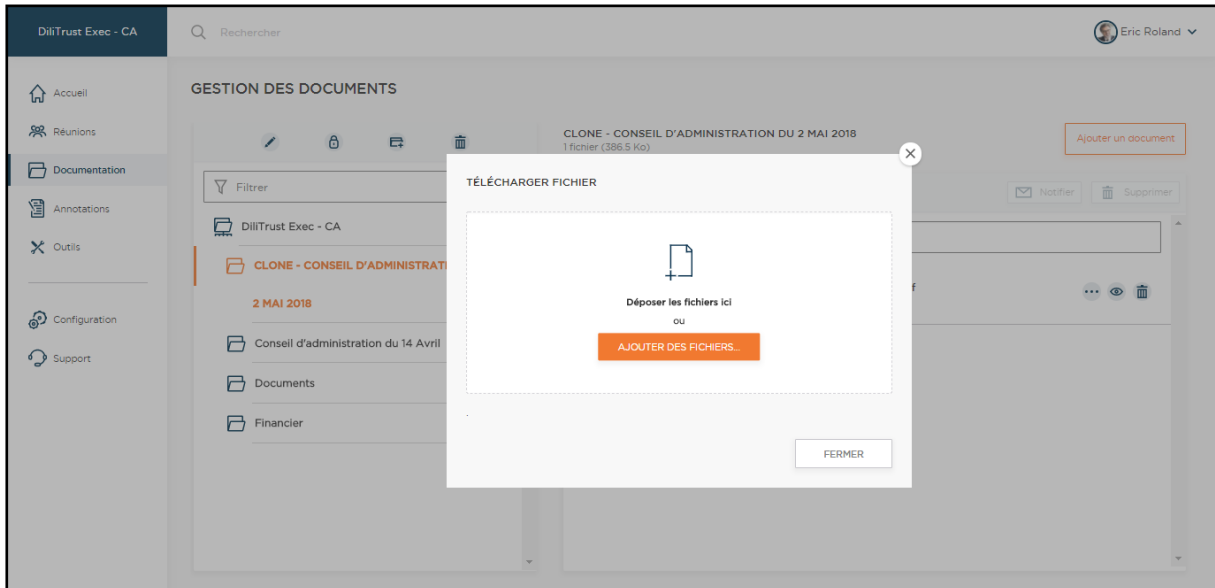 DiliTrust Exec - CA
Rechercher
Eric Roland
Accueil
Réunions
Documentation
Annotations
Outils
Configuration
Support
GESTION DES DOCUMENTS
Filtrer
DiliTrust Exec - CA
CLONE - CONSEIL D'ADMINISTRATI
2 MAI 2018
Conseil d'administration du 14 Avril
Documents
Financier
CLONE - CONSEIL D'ADMINISTRATION DU 2 MAI 2018
1 fichier (386.5 Ko)
Ajouter un document
Notifier
Supprimer
f
TÉLÉCHARGER FICHIER
Déposer les fichiers ici
ou
AJOUTER DES FICHIERS...
.
FERMER